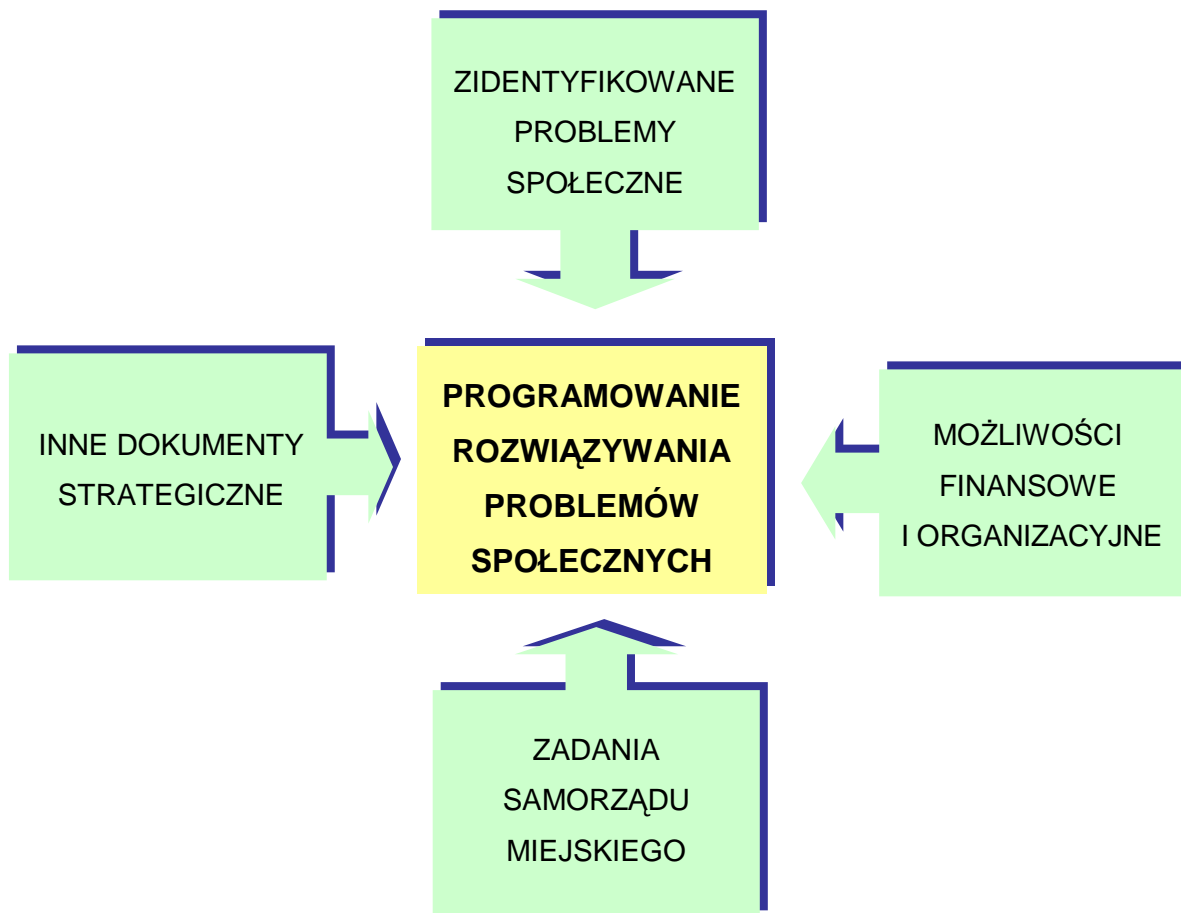 ZIDENTYFIKOWANE
PROBLEMY
SPOŁECZNE
INNE DOKUMENTY
STRATEGICZNE
PROGRAMOWANIE
ROZWIĄZYWANIA
PROBLEMÓW
SPOŁECZNYCH
MOŻLIWOŚCI
FINANSOWE
I ORGANIZACYJNE
ZADANIA
SAMORZĄDU
MIEJSKIEGO